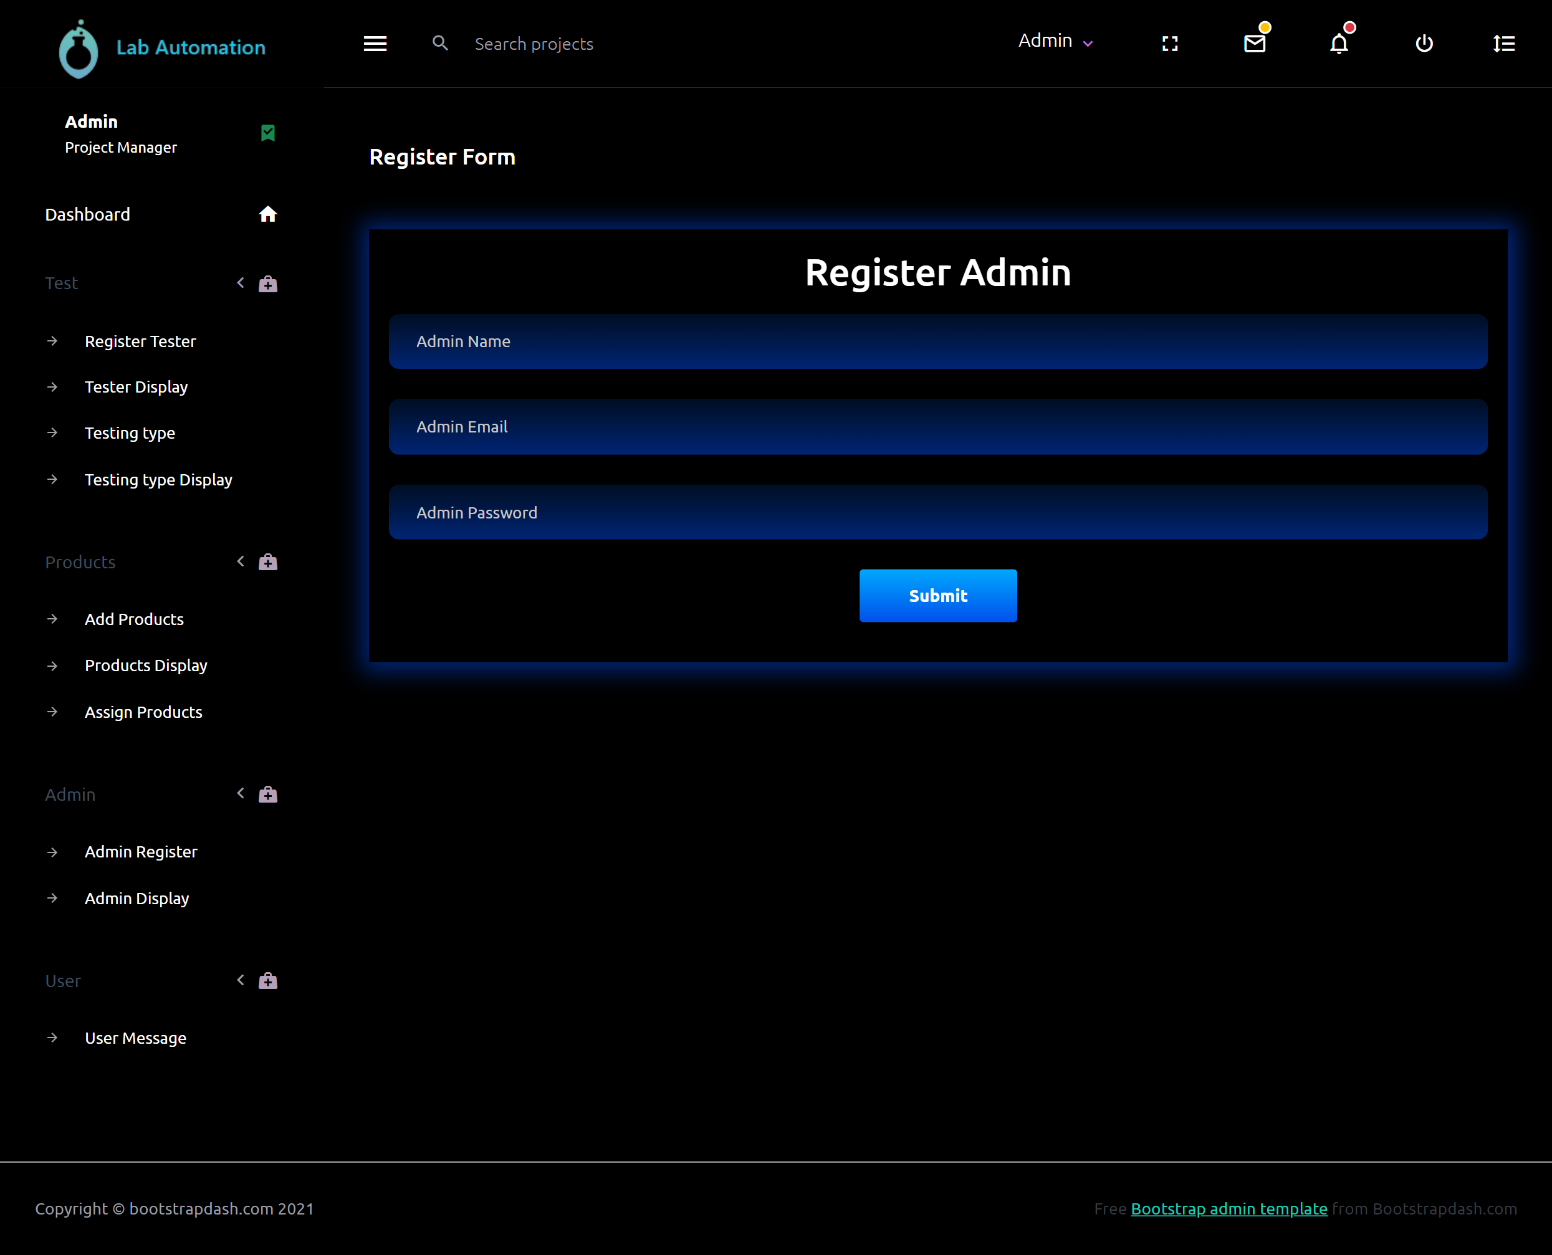 Lab Automation
Search projects
Admin
Admin
Project Manager
Dashboard
Test
Register Tester
Tester Display
Testing type
Testing type Display
Products
Add Products
Products Display
Assign Products
Admin
Admin Register
Admin Display
User
User Message
Register Form
Register Admin
Admin Name
Admin Email
Admin Password
Submit
Copyright © bootstrapdash.com 2021
Free Bootstrap admin template from Bootstrapdash.com